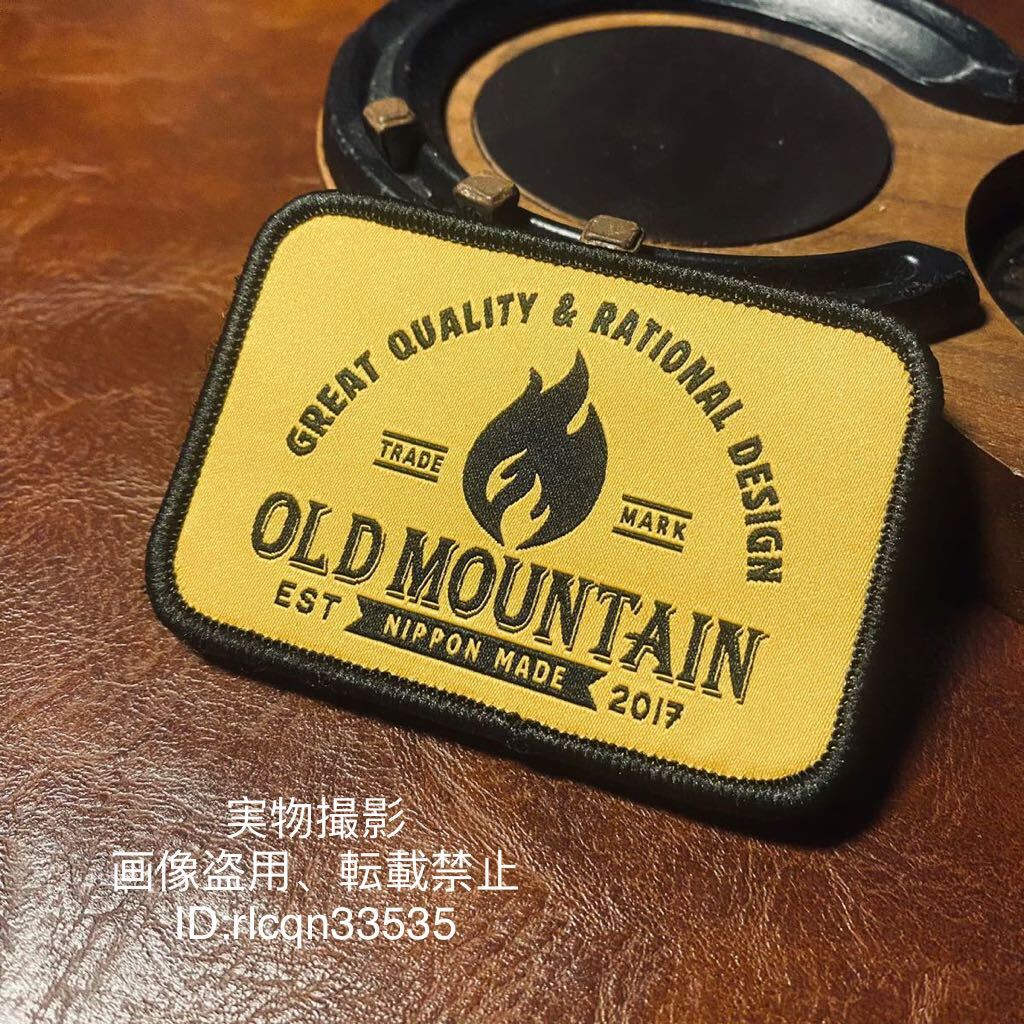 GREAT QUALITY & RATIONAL DESIGN
TRADE
MARK
OLD MOUNTAIN
EST
NIPPON MADE
2017
実物撮影
画像盗用、転載禁止
ID:rlcqn33535